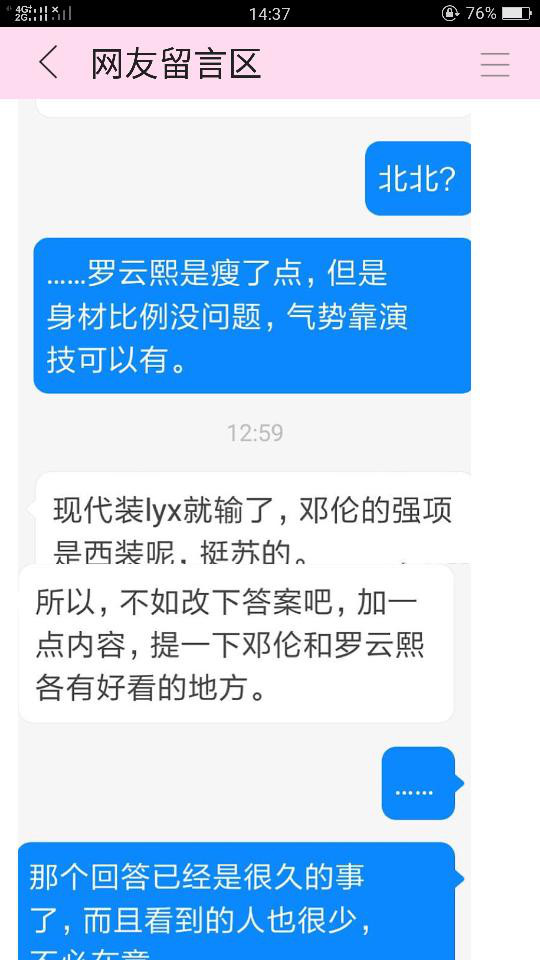 4G 2G 14:37 76%
网友留言区
北北?
……罗云熙是瘦了点,但是
身材比例没问题,气势靠演
技可以有。
12:59
现代装lyx就输了,邓伦的强项
是西装呢,挺苏的。
所以,不如改下答案吧,加一
点内容,提一下邓伦和罗云熙
各有好看的地方。
……
那个回答已经是很久的事
了,而且看到的人也很少,
不必在意